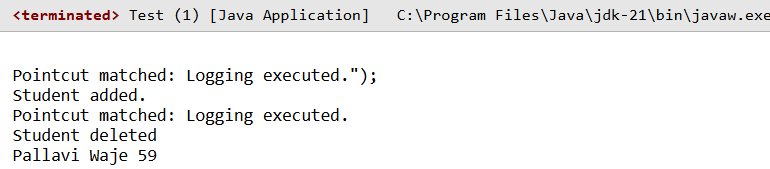 <terminated> Test (1) [Java Application] C:\Program Files\Java\jdk-21\bin\javaw.exe
Pointcut matched: Logging executed.");
Student added.
Pointcut matched: Logging executed.
Student deleted
Pallavi Waje 59